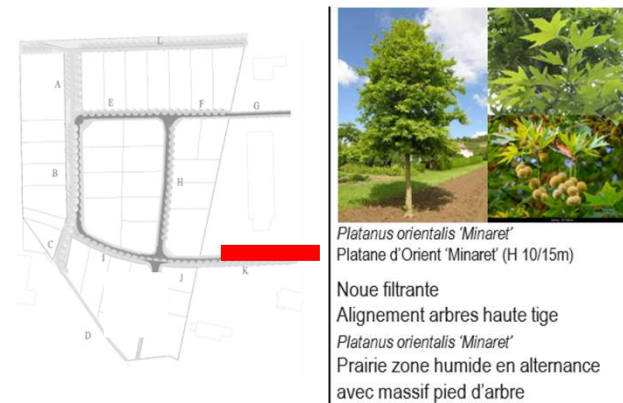 L
A
E
F
G
B
H
C
I
J
K
D
Platanus orientalis 'Minaret'
Platane d'Orient 'Minaret' (H 10/15m)
Noue filtrante
Alignement arbres haute tige
Platanus orientalis 'Minaret'
Prairie zone humide en alternance
avec massif pied d'arbre